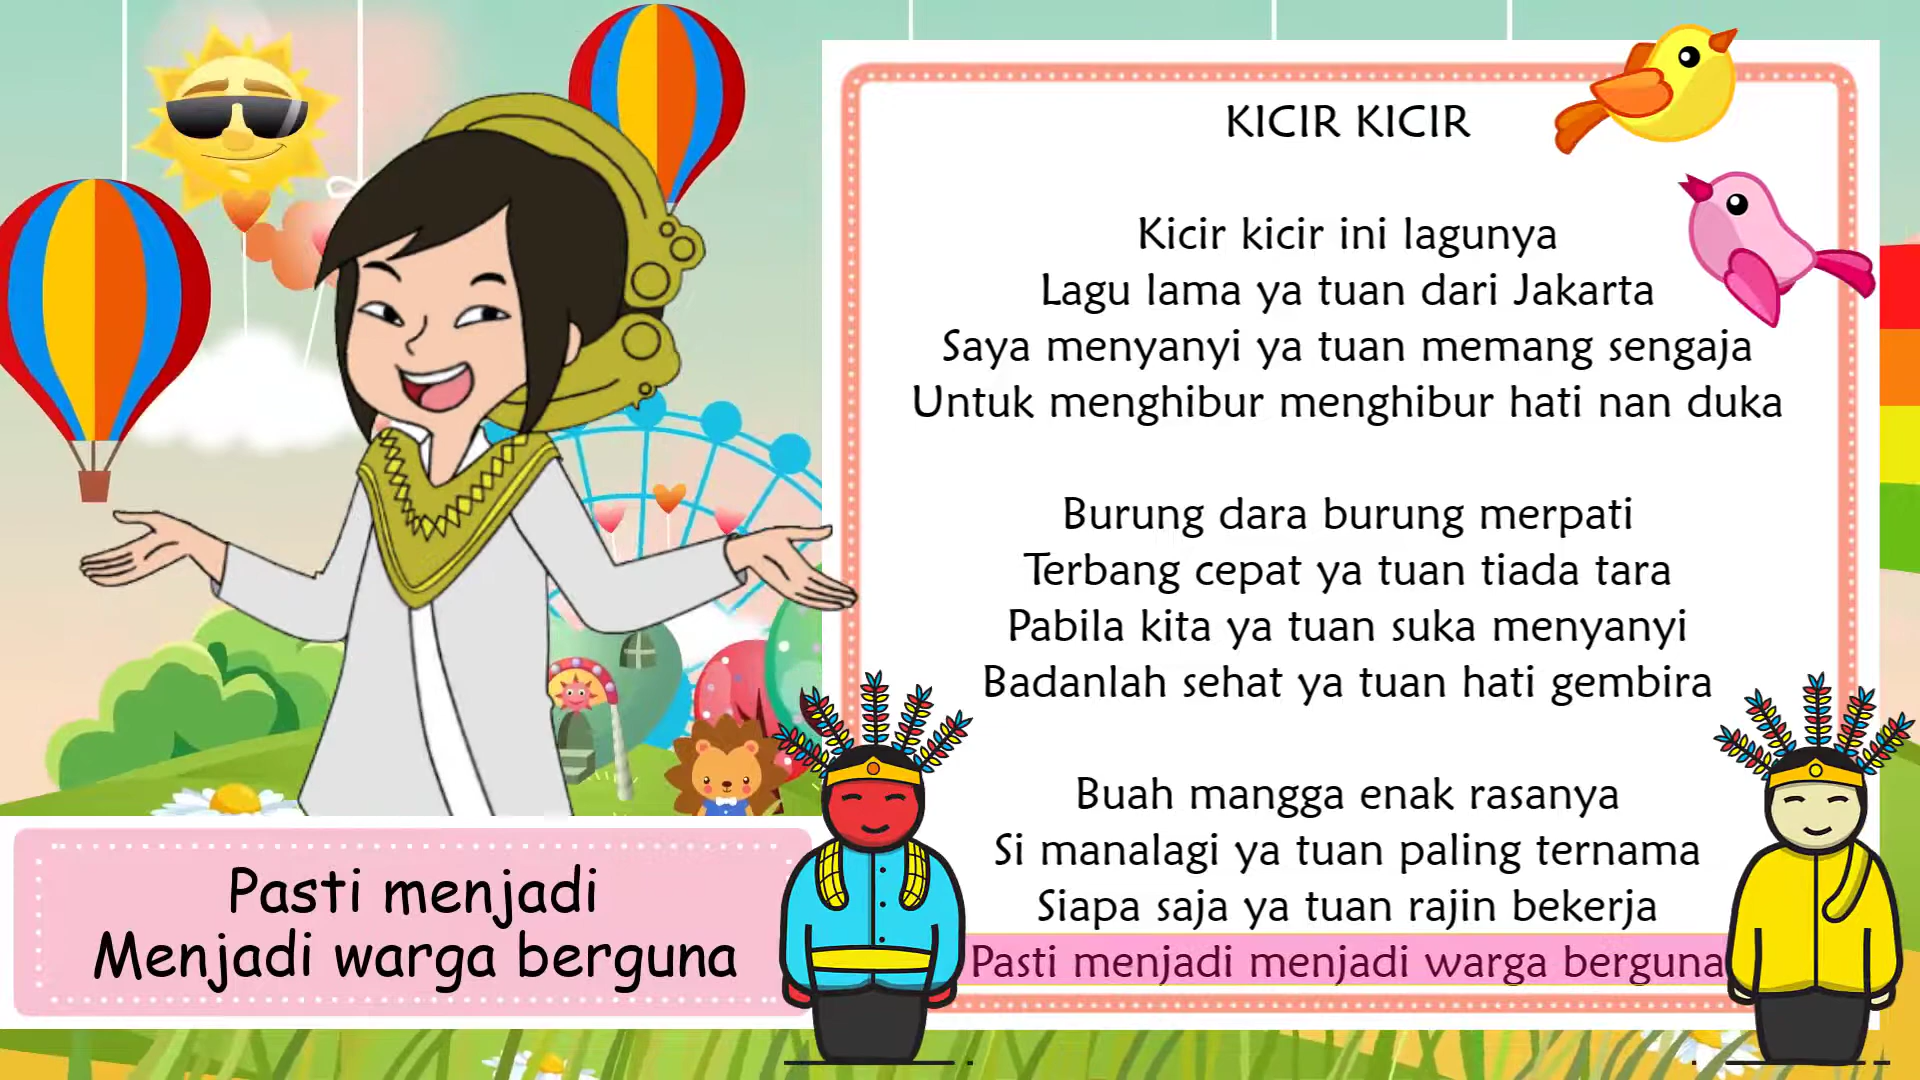 KICIR KICIR
Kicir kicir ini lagunya
Lagu lama ya tuan dari Jakarta
Saya menyanyi ya tuan memang sengaja
Untuk menghibur menghibur hati nan duka
Burung dara burung merpati
Terbang cepat ya tuan tiada tara
Pabila kita ya tuan suka menyanyi
Badanlah sehat ya tuan hati gembira
Buah mangga enak rasanya
Si manalagi ya tuan paling ternama
Siapa saja ya tuan rajin bekerja
Pasti menjadi menjadi warga berguna
Pasti menjadi
Menjadi warga berguna